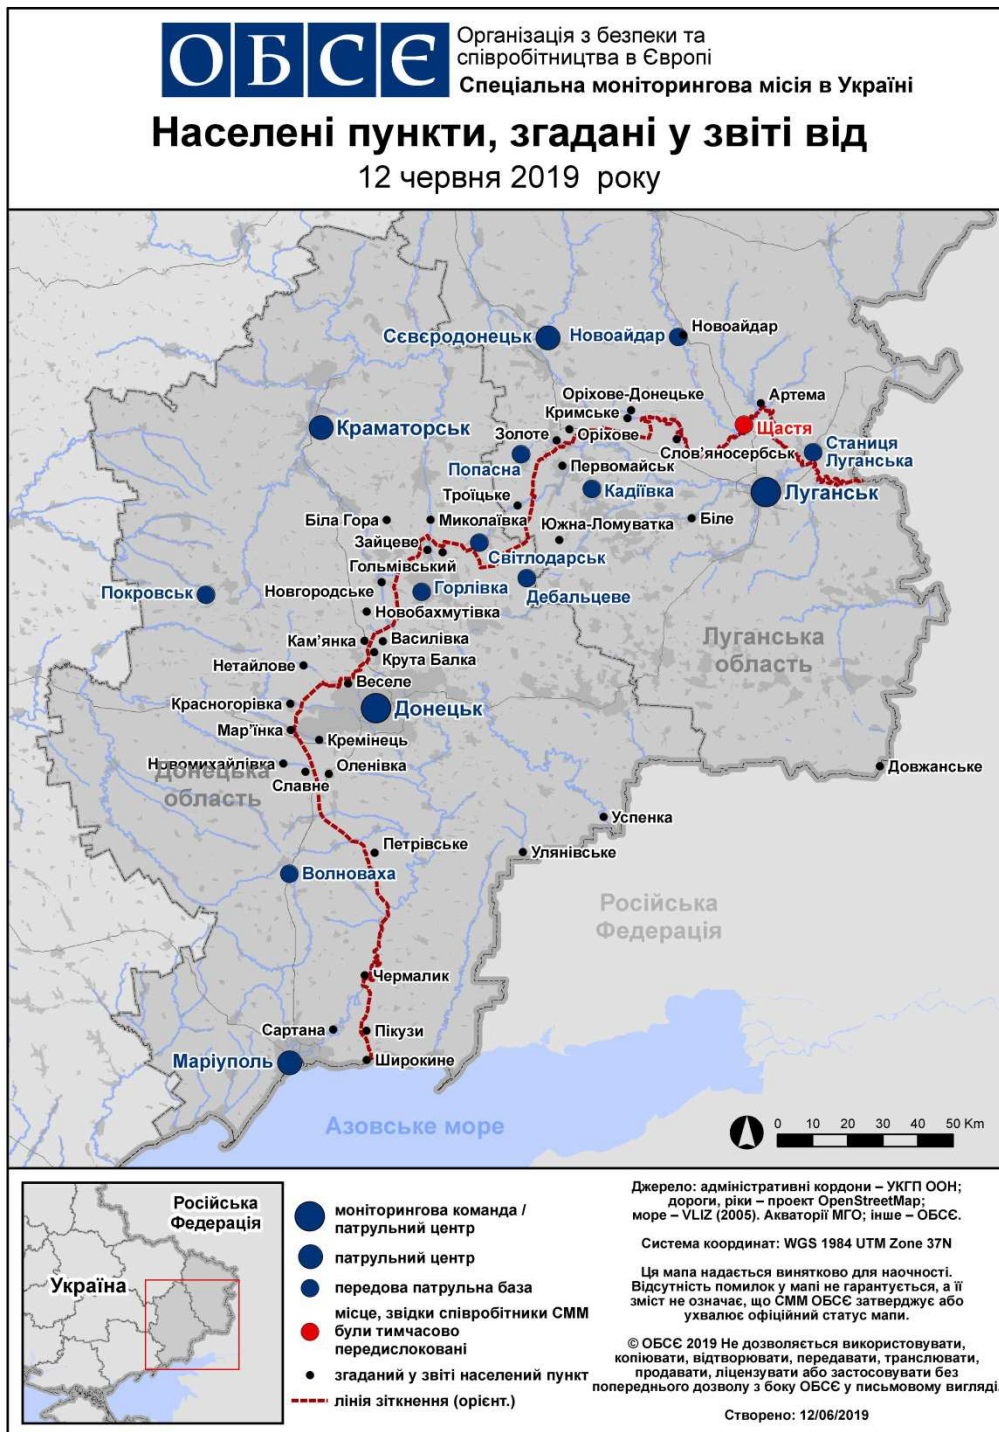 ОБСЄ
Організація з безпеки та
співробітництва в Європі
Спеціальна моніторингова місія в Україні
Населені пункти, згадані у звіті від
12 червня 2019 року
Сєвєродонецьк
Новоайдар
Новоайдар
Оріхове-Донецьке
Артема
Кримське
Щастя
Краматорськ
Золоте
Оріхове
Слов'яносербськ
Станиця
Луганська
Попасна
Первомайськ
Кадіївка
Луганськ
Троїцьке
Біла Гора
Миколаївка
Южна-Ломуватка
Біле
Зайцеве
Світлодарськ
Гольмівський
Новгородське
Горлівка
Дебальцеве
Покровськ
Новобахмутівка
Кам'янка
Василівка
Луганська
область
Крута Балка
Нетайлове
Веселе
Красногорівка
Донецьк
Мар'їнка
Кремінець
Новомихайлівка
Донецька
область
Оленівка
Славне
Довжанське
Успенка
Петрівське
Улянівське
Волноваха
Російська
Федерація
Чермалик
Сартана
Пікузи
Маріуполь
Широкине
Азовське море
0 10 20 30 40 50 Km
Російська
Федерація
Україна
моніторингова команда /
патрульний центр
патрульний центр
передова патрульна база
місце, звідки співробітники СММ
були тимчасово
передислоковані
згаданий у звіті населений пункт
лінія зіткнення (орієнт.)
Джерело: адміністративні кордони – УКГП ООН;
дороги, ріки – проект OpenStreetMap;
море – VLIZ (2005). Акваторії МГО; інше – ОБСЄ.
Система координат: WGS 1984 UTM Zone 37N
Ця мапа надається винятково для наочності.
Відсутність помилок у мапі не гарантується, а її
зміст не означає, що СММ ОБСЄ затверджує або
ухвалює офіційний статус мапи.
© ОБСЄ 2019 Не дозволяється використовувати,
копіювати, відтворювати, передавати, транслювати,
продавати, ліцензувати або застосовувати без
попереднього дозволу з боку ОБСЄ у письмовому вигляді.
Створено: 12/06/2019